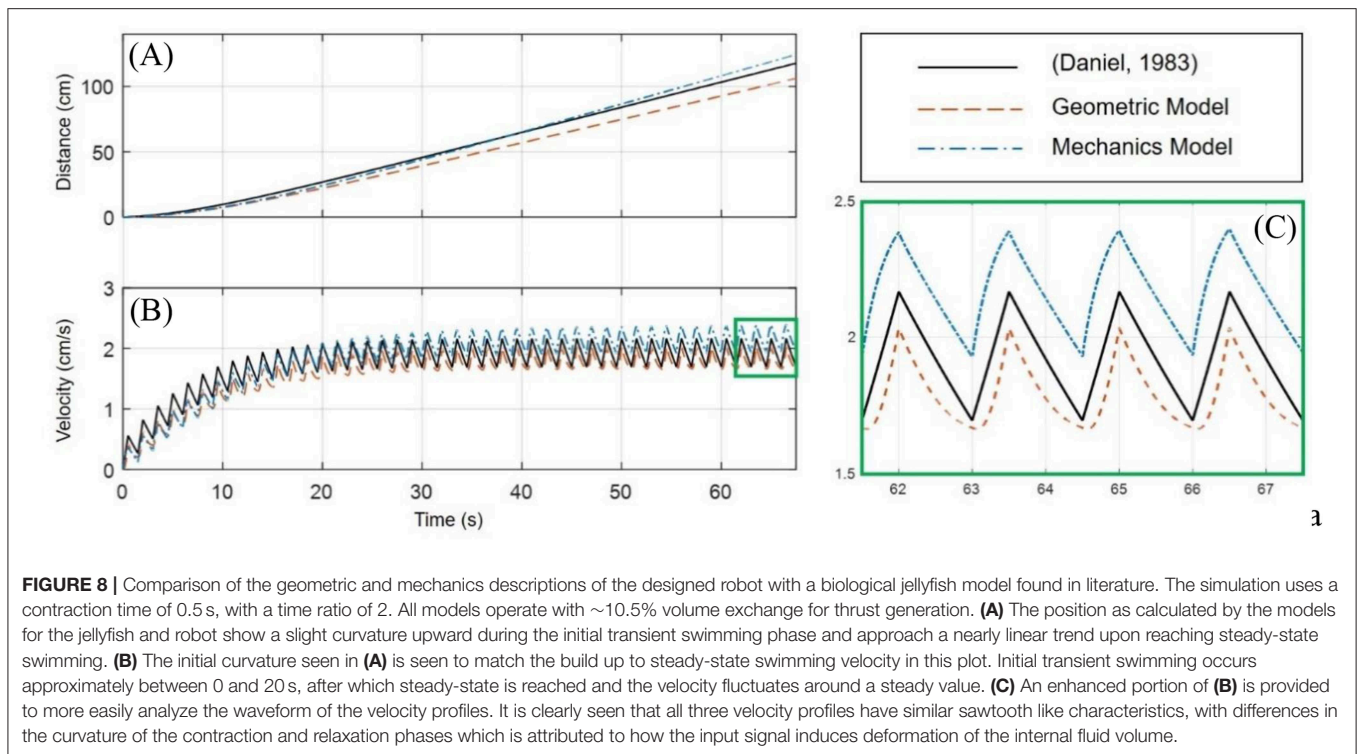 (A)
Distance (cm)
100
50
0
(B)
Velocity (cm/s)
3
2
1
0
0 10 20 30 40 50 60
Time (s)
(Daniel, 1983)
Geometric Model
Mechanics Model
(C)
2.5
2
1.5
62 63 64 65 66 67
a
FIGURE 8 | Comparison of the geometric and mechanics descriptions of the designed robot with a biological jellyfish model found in literature. The simulation uses a
contraction time of 0.5 s, with a time ratio of 2. All models operate with ~10.5% volume exchange for thrust generation. (A) The position as calculated by the models
for the jellyfish and robot show a slight curvature upward during the initial transient swimming phase and approach a nearly linear trend upon reaching steady-state
swimming. (B) The initial curvature seen in (A) is seen to match the build up to steady-state swimming velocity in this plot. Initial transient swimming occurs
approximately between 0 and 20 s, after which steady-state is reached and the velocity fluctuates around a steady value. (C) An enhanced portion of (B) is provided
to more easily analyze the waveform of the velocity profiles. It is clearly seen that all three velocity profiles have similar sawtooth like characteristics, with differences in
the curvature of the contraction and relaxation phases which is attributed to how the input signal induces deformation of the internal fluid volume.